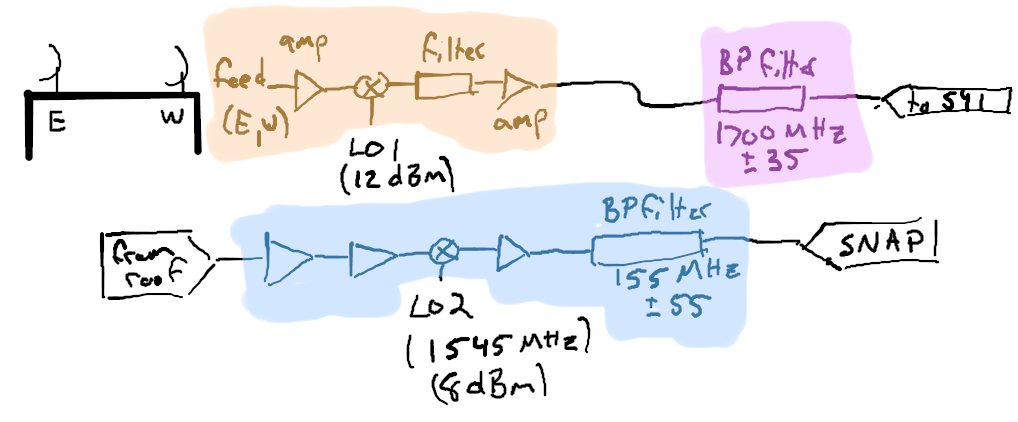 E
W
feed
(E,W)
amp
LO1
(12 dBm)
filter
amp
BP filter
1700 MHz
± 35
to 541
from
roof
LO2
(1545 MHz)
(8 dBm)
BP filter
155 MHz
± 55
SNAP